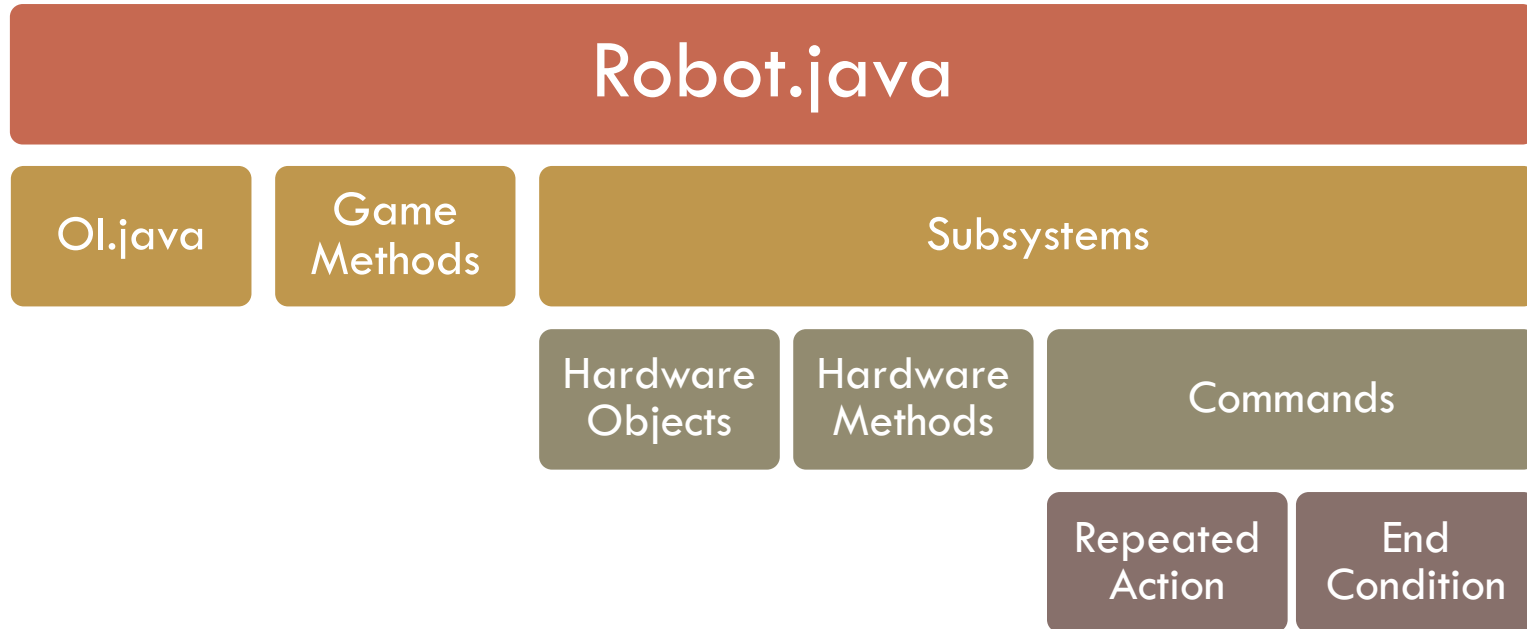 Robot.java
OI.java
Game
Methods
Subsystems
Hardware
Objects
Hardware
Methods
Commands
Repeated
Action
End
Condition